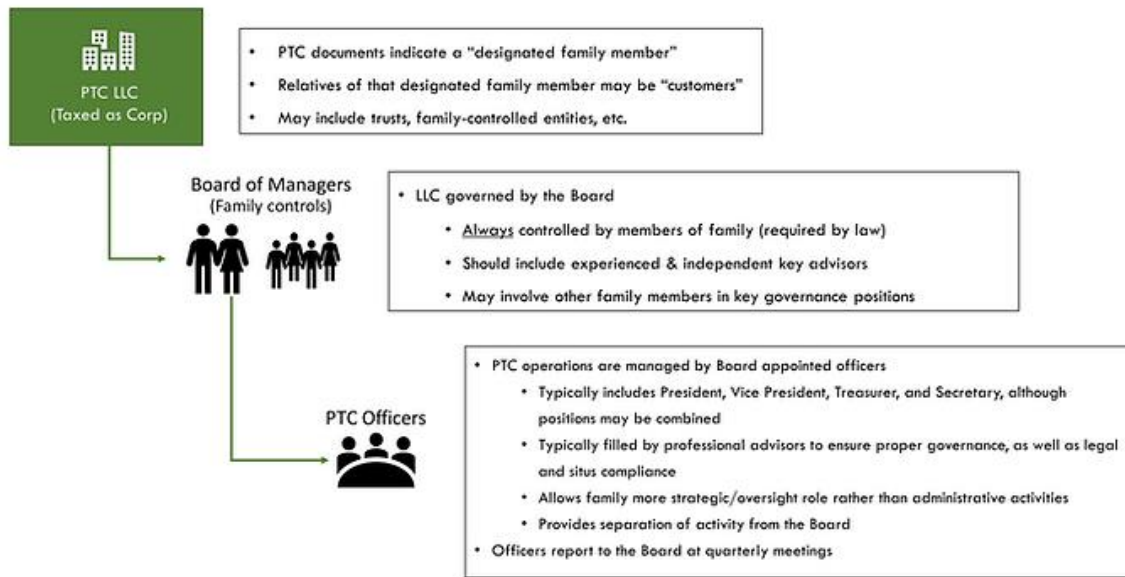 PTC LLC
(Taxed as Corp)
• PTC documents indicate a “designated family member”
• Relatives of that designated family member may be “customers”
• May include trusts, family-controlled entities, etc.
Board of Managers
(Family controls)
• LLC governed by the Board
• Always controlled by members of family (required by law)
• Should include experienced & independent key advisors
• May involve other family members in key governance positions
PTC Officers
• PTC operations are managed by Board appointed officers
• Typically includes President, Vice President, Treasurer, and Secretary, although
positions may be combined
• Typically filled by professional advisors to ensure proper governance, as well as legal
and situs compliance
• Allows family more strategic/oversight role rather than administrative activities
• Provides separation of activity from the Board
• Officers report to the Board at quarterly meetings